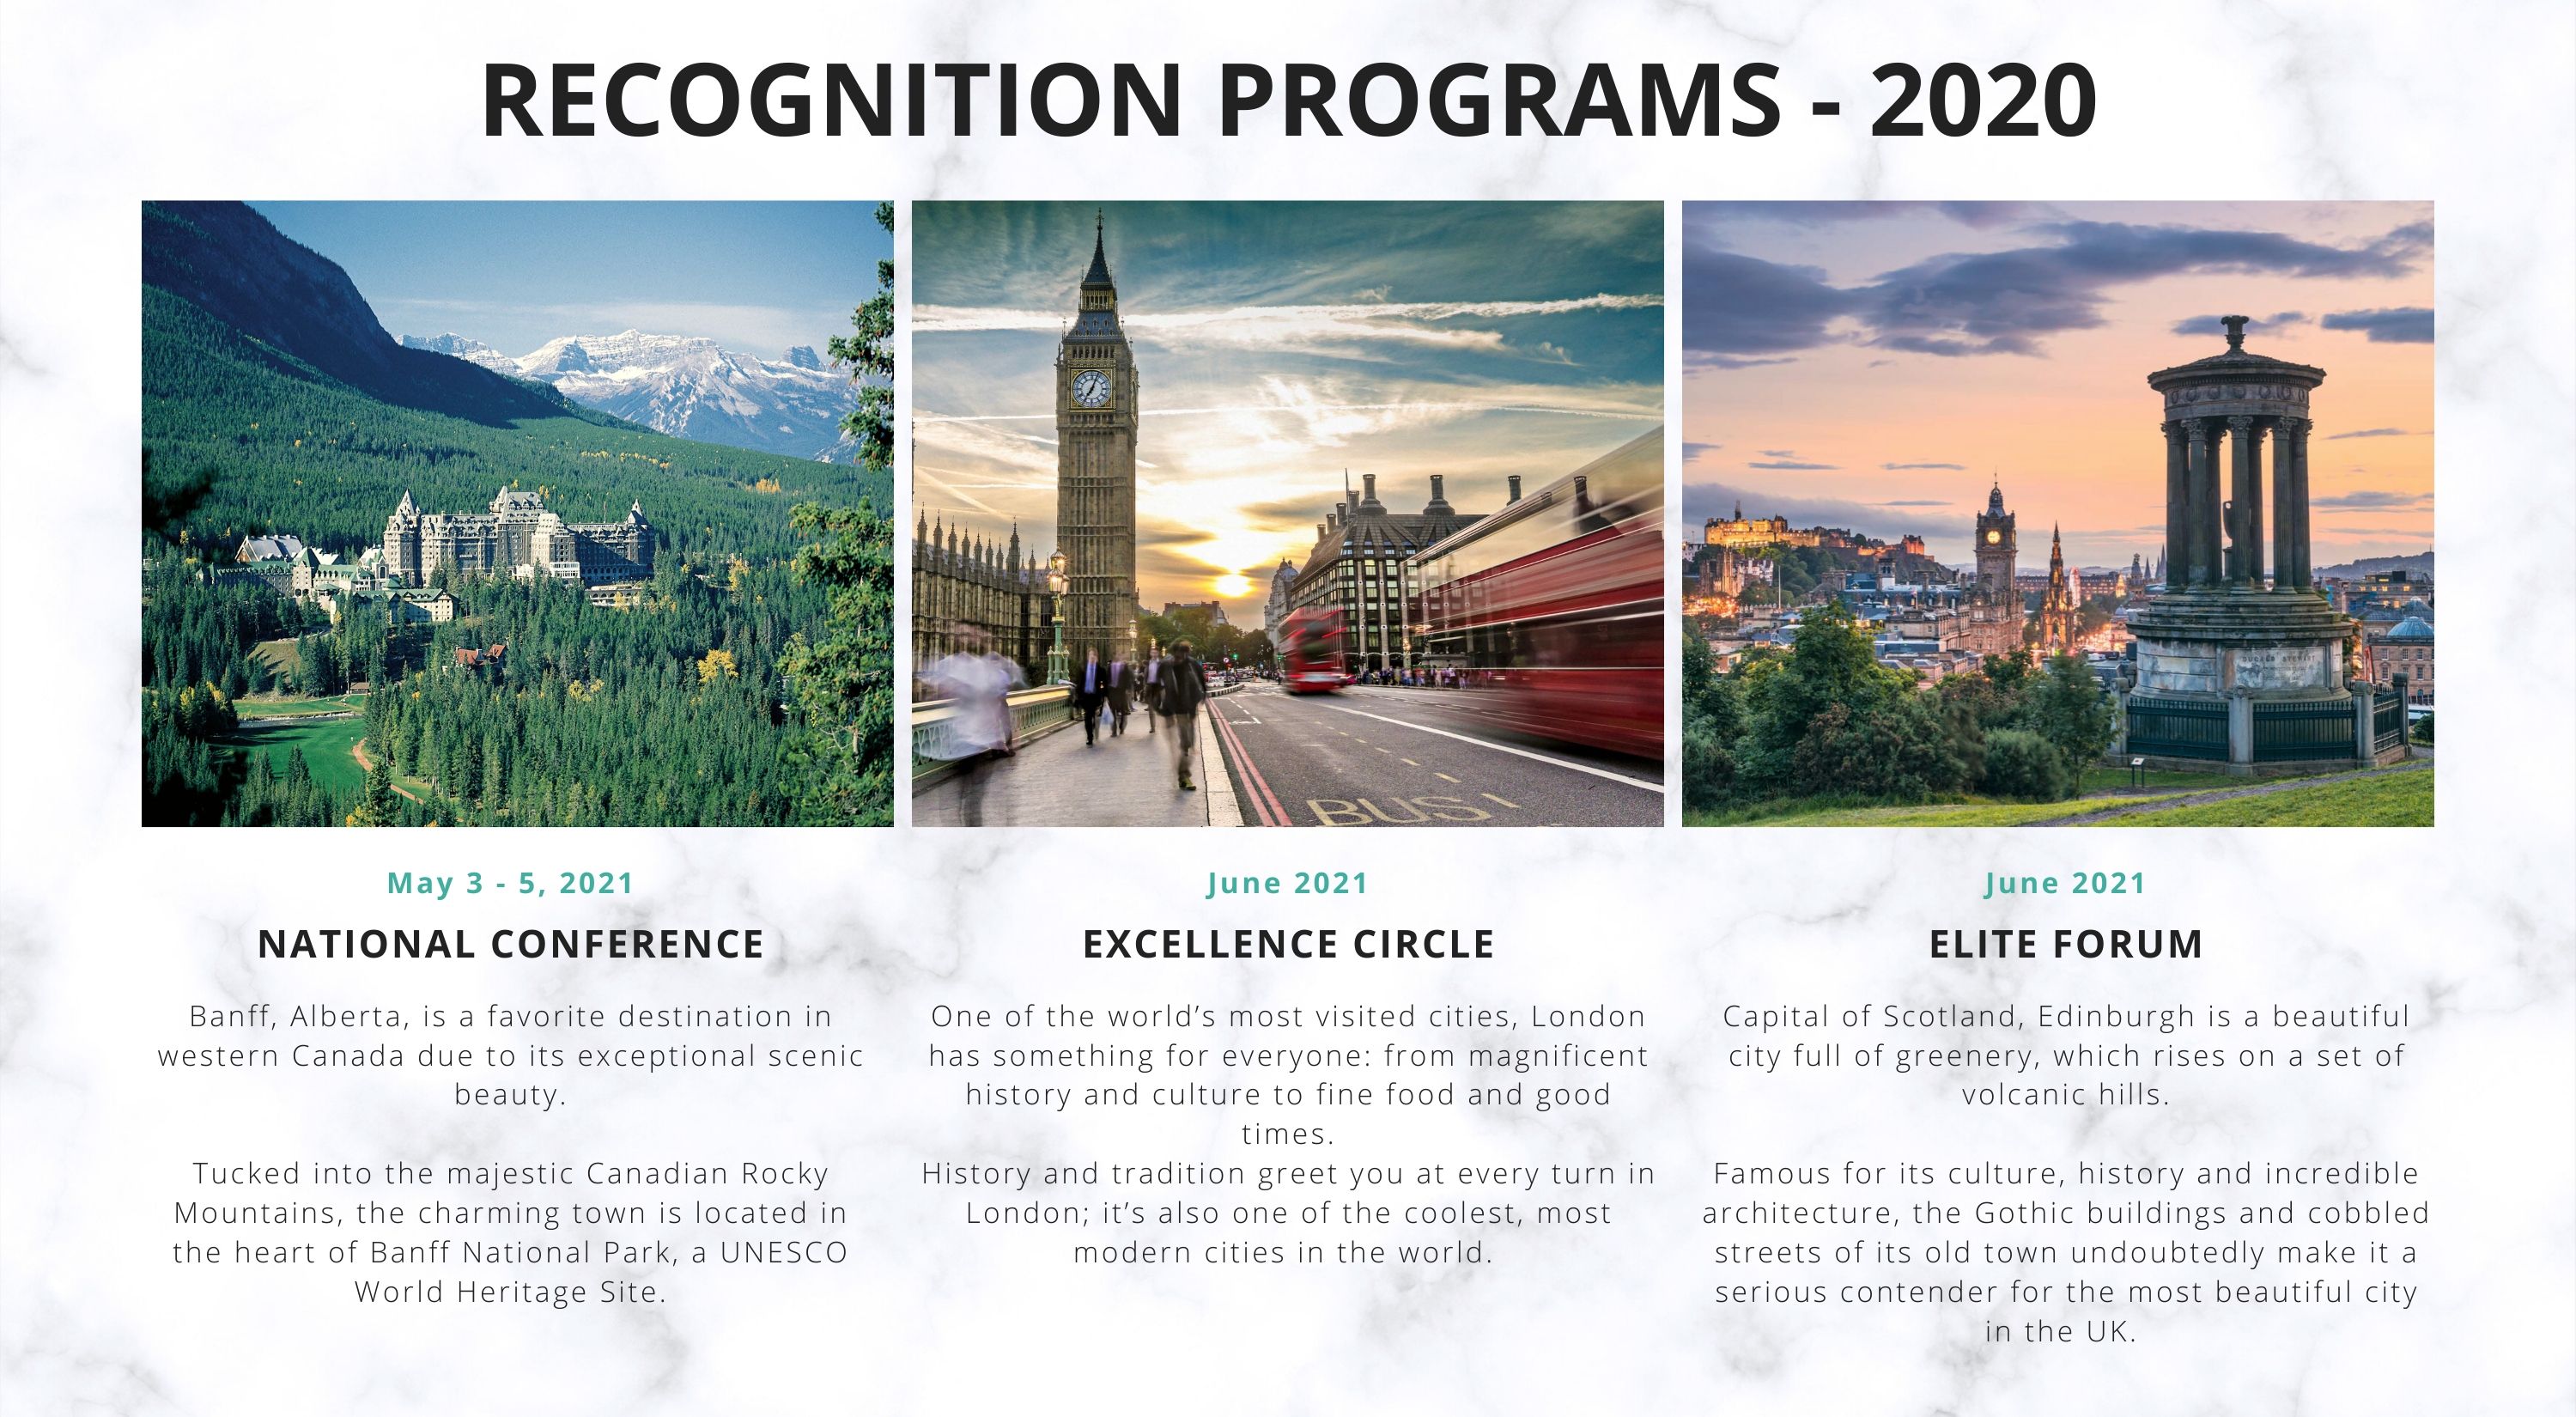 RECOGNITION PROGRAMS - 2020
BUS
May 3 - 5, 2021
NATIONAL CONFERENCE
Banff, Alberta, is a favorite destination in
western Canada due to its exceptional scenic
beauty.
Tucked into the majestic Canadian Rocky
Mountains, the charming town is located in
the heart of Banff National Park, a UNESCO
World Heritage Site.
June 2021
EXCELLENCE CIRCLE
One of the world’s most visited cities, London
has something for everyone: from magnificent
history and culture to fine food and good
times.
History and tradition greet you at every turn in
London; it’s also one of the coolest, most
modern cities in the world.
June 2021
ELITE FORUM
Capital of Scotland, Edinburgh is a beautiful
city full of greenery, which rises on a set of
volcanic hills.
Famous for its culture, history and incredible
architecture, the Gothic buildings and cobbled
streets of its old town undoubtedly make it a
serious contender for the most beautiful city
in the UK.